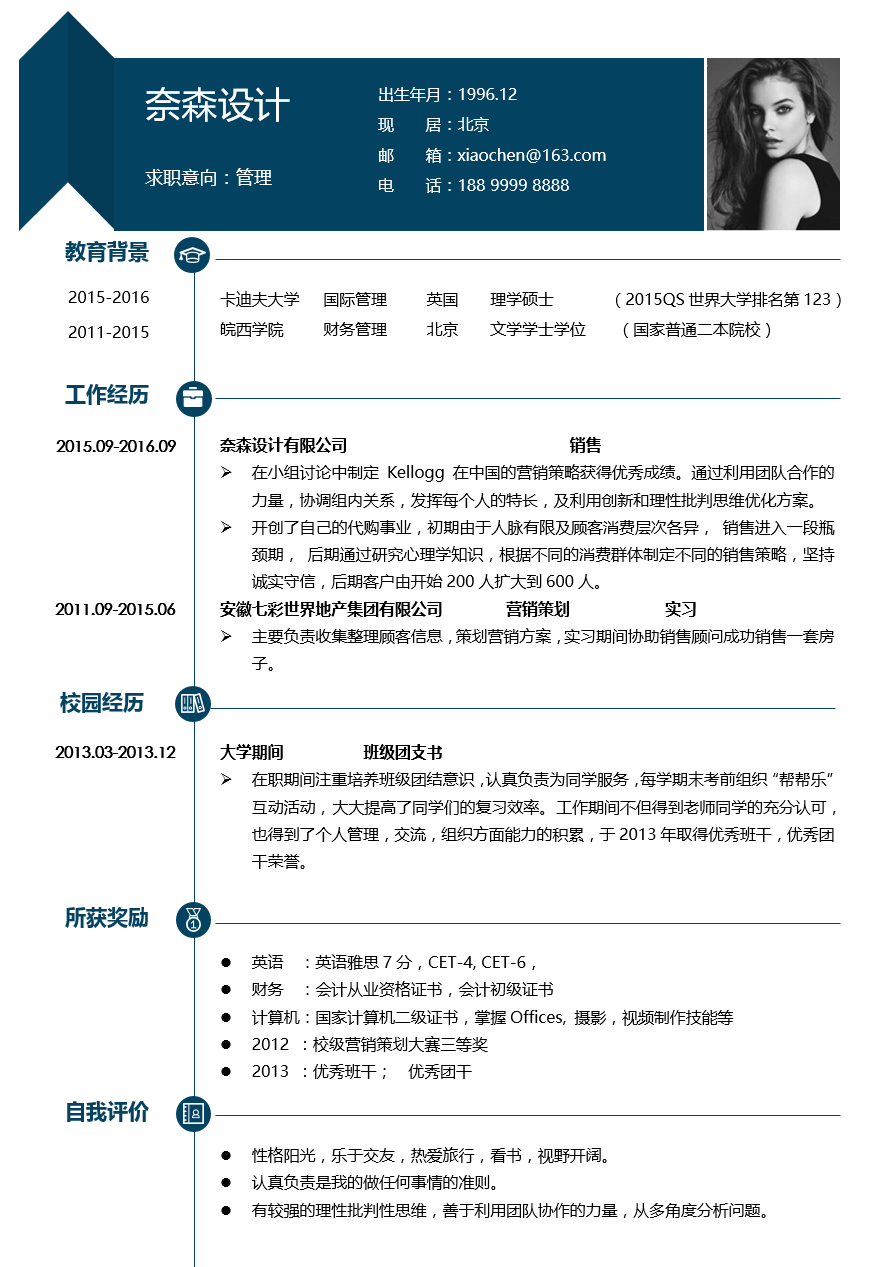 奈森设计
求职意向：管理
出生年月：1996.12
现 居：北京
邮 箱：xiaochen@163.com
电 话：188 9999 8888
教育背景
2015-2016 卡迪夫大学 国际管理 英国 理学硕士 （2015QS 世界大学排名第 123）
2011-2015 皖西学院 财务管理 北京 文学学士学位 （国家普通二本院校）
工作经历
2015.09-2016.09 奈森设计有限公司 销售
➢ 在小组讨论中制定 Kellogg 在中国的营销策略获得优秀成绩。通过利用团队合作的
力量，协调组内关系，发挥每个人的特长，及利用创新和理性批判思维优化方案。
➢ 开创了自己的代购事业，初期由于人脉有限及顾客消费层次各异， 销售进入一段瓶
颈期， 后期通过研究心理学知识，根据不同的消费群体制定不同的销售策略，坚持
诚实守信，后期客户由开始 200 人扩大到 600 人。
2011.09-2015.06 安徽七彩世界地产集团有限公司 营销策划 实习
➢ 主要负责收集整理顾客信息，策划营销方案，实习期间协助销售顾问成功销售一套房
子。
校园经历
2013.03-2013.12 大学期间 班级团支书
➢ 在职期间注重培养班级团结意识，认真负责为同学服务，每学期末考前组织“帮帮乐”
互动活动，大大提高了同学们的复习效率。工作期间不但得到老师同学的充分认可，
也得到了个人管理，交流，组织方面能力的积累，于 2013 年取得优秀班干，优秀团
干荣誉。
所获奖励
1
● 英语 ：英语雅思 7 分，CET-4, CET-6，
● 财务 ：会计从业资格证书，会计初级证书
● 计算机：国家计算机二级证书，掌握 Offices, 摄影，视频制作技能等
● 2012 ：校级营销策划大赛三等奖
● 2013 ：优秀班干； 优秀团干
自我评价
● 性格阳光，乐于交友，热爱旅行，看书，视野开阔。
● 认真负责是我的做任何事情的准则。
● 有较强的理性批判性思维，善于利用团队协作的力量，从多角度分析问题。